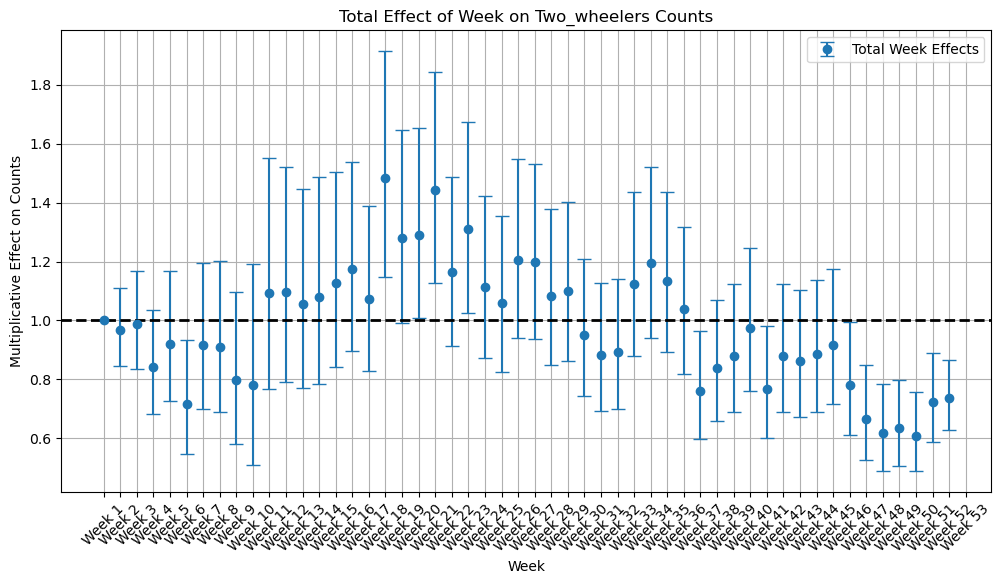 Total Effect of Week on Two_wheelers Counts
Total Week Effects
Multiplicative Effect on Counts
1.8
1.6
1.4
1.2
1.0
0.8
0.6
Week 1
Week 2
Week 3
Week 4
Week 5
Week 6
Week 7
Week 8
Week 9
Week 10
Week 11
Week 12
Week 13
Week 14
Week 15
Week 16
Week 17
Week 18
Week 19
Week 20
Week 21
Week 22
Week 23
Week 24
Week 25
Week 26
Week 27
Week 28
Week 29
Week 30
Week 31
Week 32
Week 33
Week 34
Week 35
Week 36
Week 37
Week 38
Week 39
Week 40
Week 41
Week 42
Week 43
Week 44
Week 45
Week 46
Week 47
Week 48
Week 49
Week 50
Week 51
Week 52
Week 53
Week